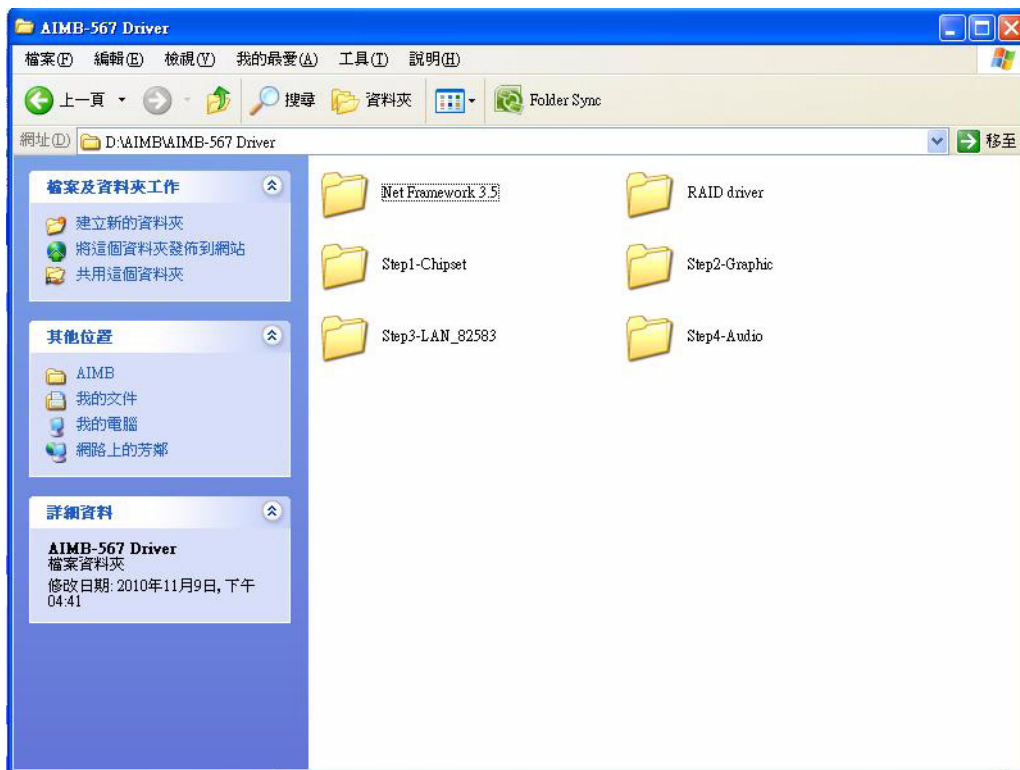 AIMB-567 Driver
檔案(F) 編輯(E) 檢視(V) 我的最愛(A) 工具(T) 說明(H)
上一頁 搜尋 資料夾 Folder Sync
網址(D) D:\AIMB\AIMB-567 Driver 移至
檔案及資料夾工作
建立新的資料夾
將這個資料夾發佈到網站
共用這個資料夾
其他位置
AIMB
我的文件
我的電腦
網路上的芳鄰
詳細資料
AIMB-567 Driver
檔案資料夾
修改日期: 2010年11月9日, 下午
04:41
Net Framework 3.5 RAID driver
Step1-Chipset Step2-Graphic
Step3-LAN_82583 Step4-Audio